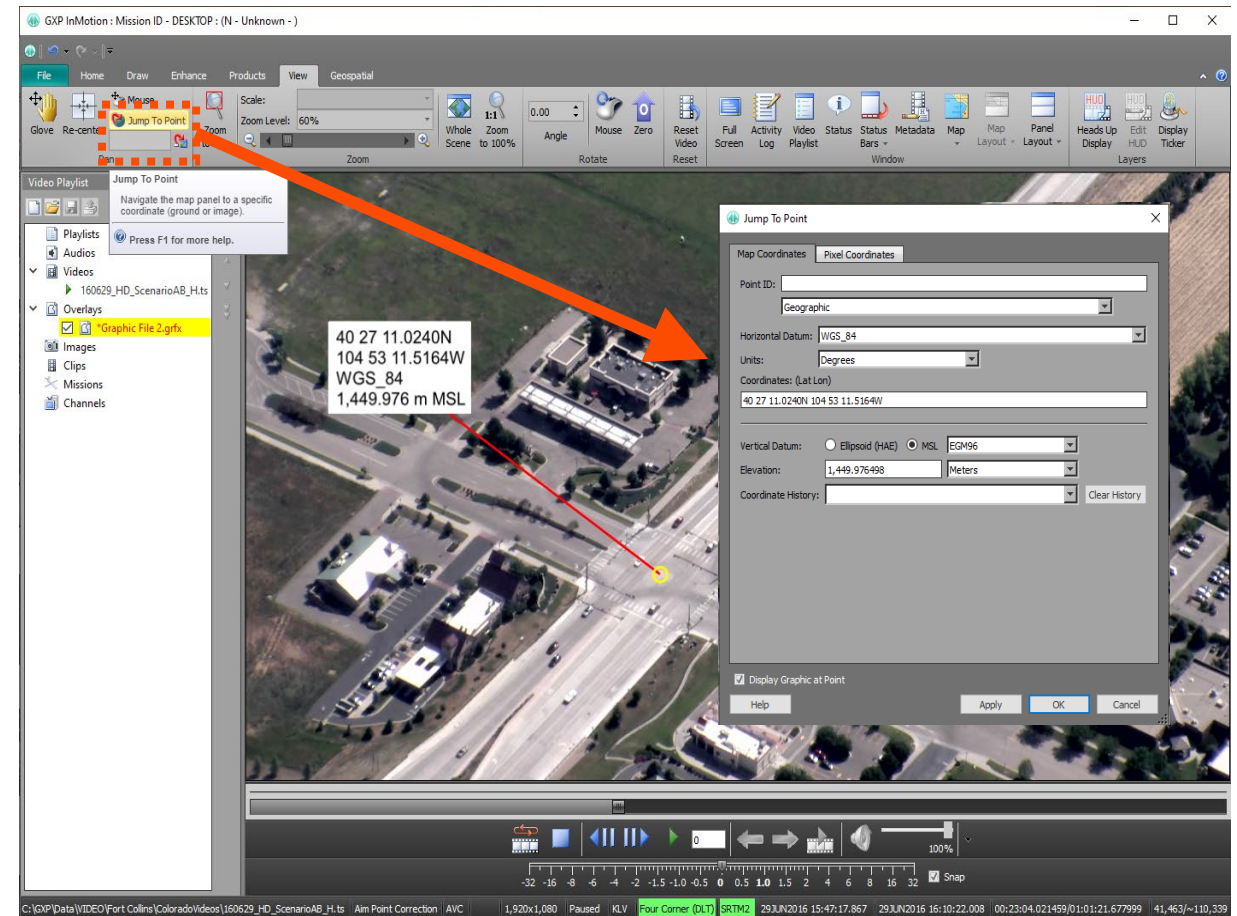 GXP InMotion : Mission ID - DESKTOP : (N - Unknown - )
File Home Draw Enhance Products View Geospatial
Glove
Re-center
Mouse
Jump To Point
Pan
Zoom
Scale:
Zoom Level: 60%
Whole Scene
1:1
Zoom to 100%
Zoom
0.00
Angle
Mouse
Zero
Rotate
Reset Video
Reset
Full Screen
Activity Log
Video Playlist
Status
Status Bars
Metadata
Map
Map Layout
Panel Layout
Window
HUD
Heads Up Display
HUD
Edit HUD
Display Ticker
Layers
Jump To Point
Navigate the map panel to a specific
coordinate (ground or image).
Press F1 for more help.
Video Playlist
Playlists
Audios
Videos
160629_HD_ScenarioAB_H.ts
Overlays
*Graphic File 2.grfx
Images
Clips
Missions
Channels
40 27 11.0240N
104 53 11.5164W
WGS_84
1,449.976 m MSL
Jump To Point
Map Coordinates Pixel Coordinates
Point ID:
Geographic
Horizontal Datum: WGS_84
Units: Degrees
Coordinates: (Lat Lon)
40 27 11.0240N 104 53 11.5164W
Vertical Datum: Ellipsoid (HAE) MSL EGM96
Elevation: 1,449.976498 Meters
Coordinate History: Clear History
Display Graphic at Point
Help Apply OK Cancel
0
100%
-32 -16 -8 -6 -4 -2 -1.5 -1.0 -0.5 0 0.5 1.0 1.5 2 4 6 8 16 32 Snap
C:\GXP\Data\VIDEO\Fort Collins\ColoradoVideos\160629_HD_ScenarioAB_H.ts Aim Point Correction AVC 1,920x1,080 Paused KLV Four Corner (DLT) SRTM2 29JUN2016 15:47:17.867 29JUN2016 16:10:22.008 00:23:04.021459/01:01:21.677999 41,463/~110,339